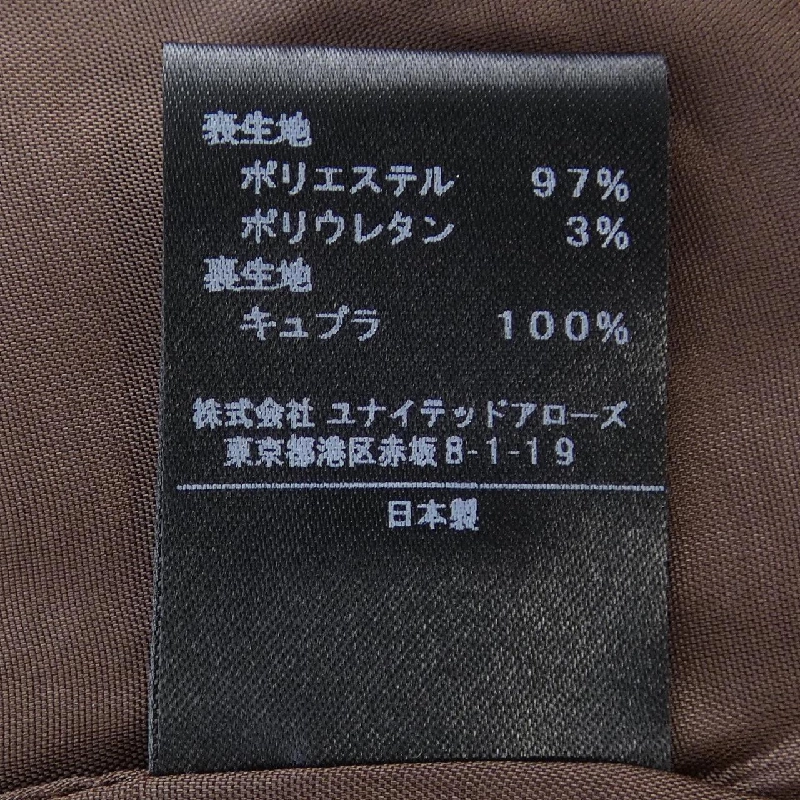 表生地
ポリエステル 97%
ポリウレタン 3%
裏生地
キュプラ 100%
株式会社 ユナイテッドアローズ
東京都港区赤坂8-1-19
日本製